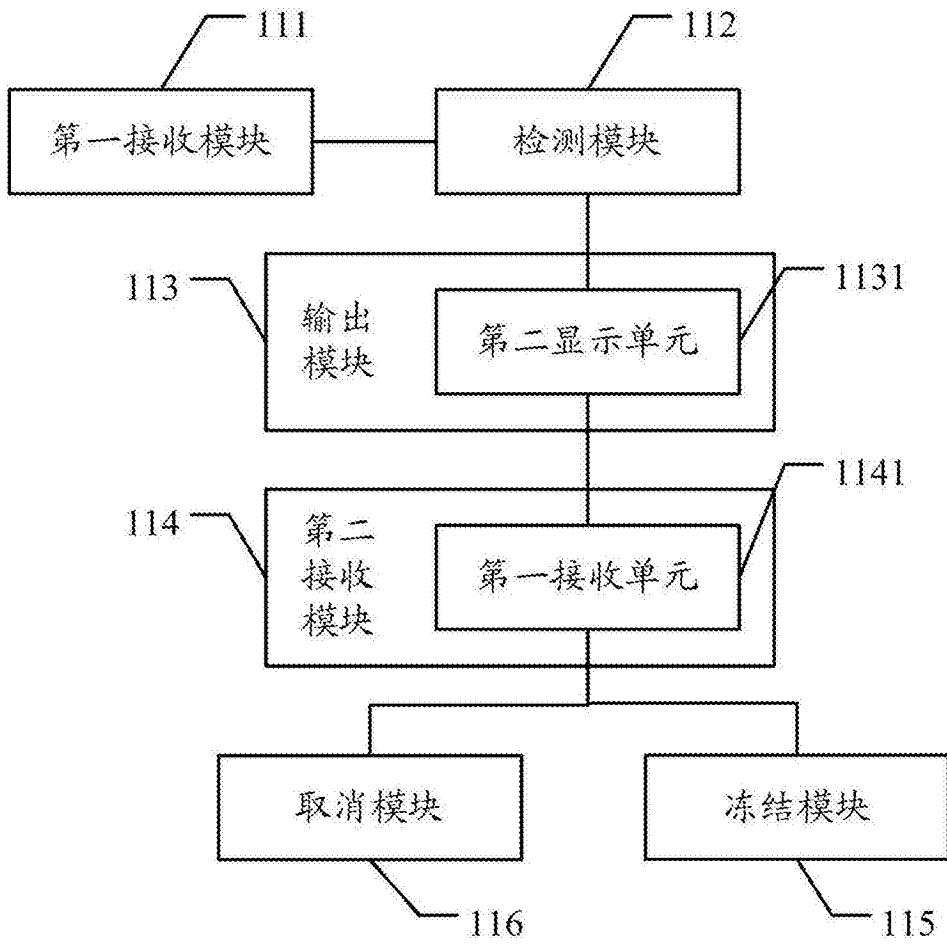 111
112
第一接收模块
检测模块
113
1131
输出
模块
第二显示单元
114
1141
第二
接收
模块
第一接收单元
取消模块
冻结模块
116
115